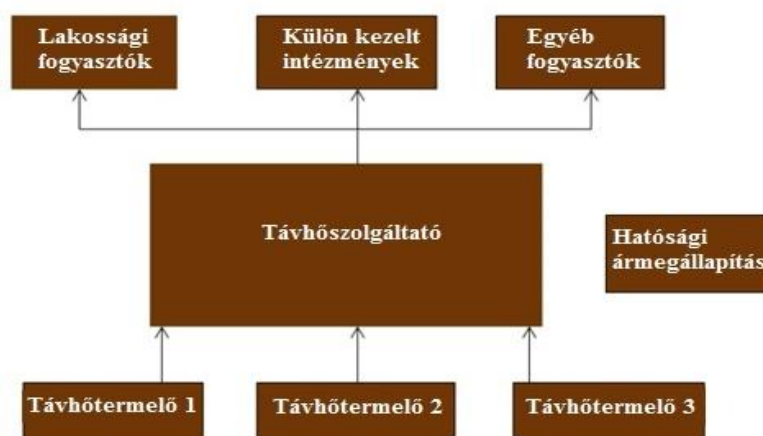 Lakossági
fogyasztók
Külön kezelt
intézmények
Egyéb
fogyasztók
Távhőszolgáltató
Hatósági
ármegállapítás
Távhőtermelő 1
Távhőtermelő 2
Távhőtermelő 3